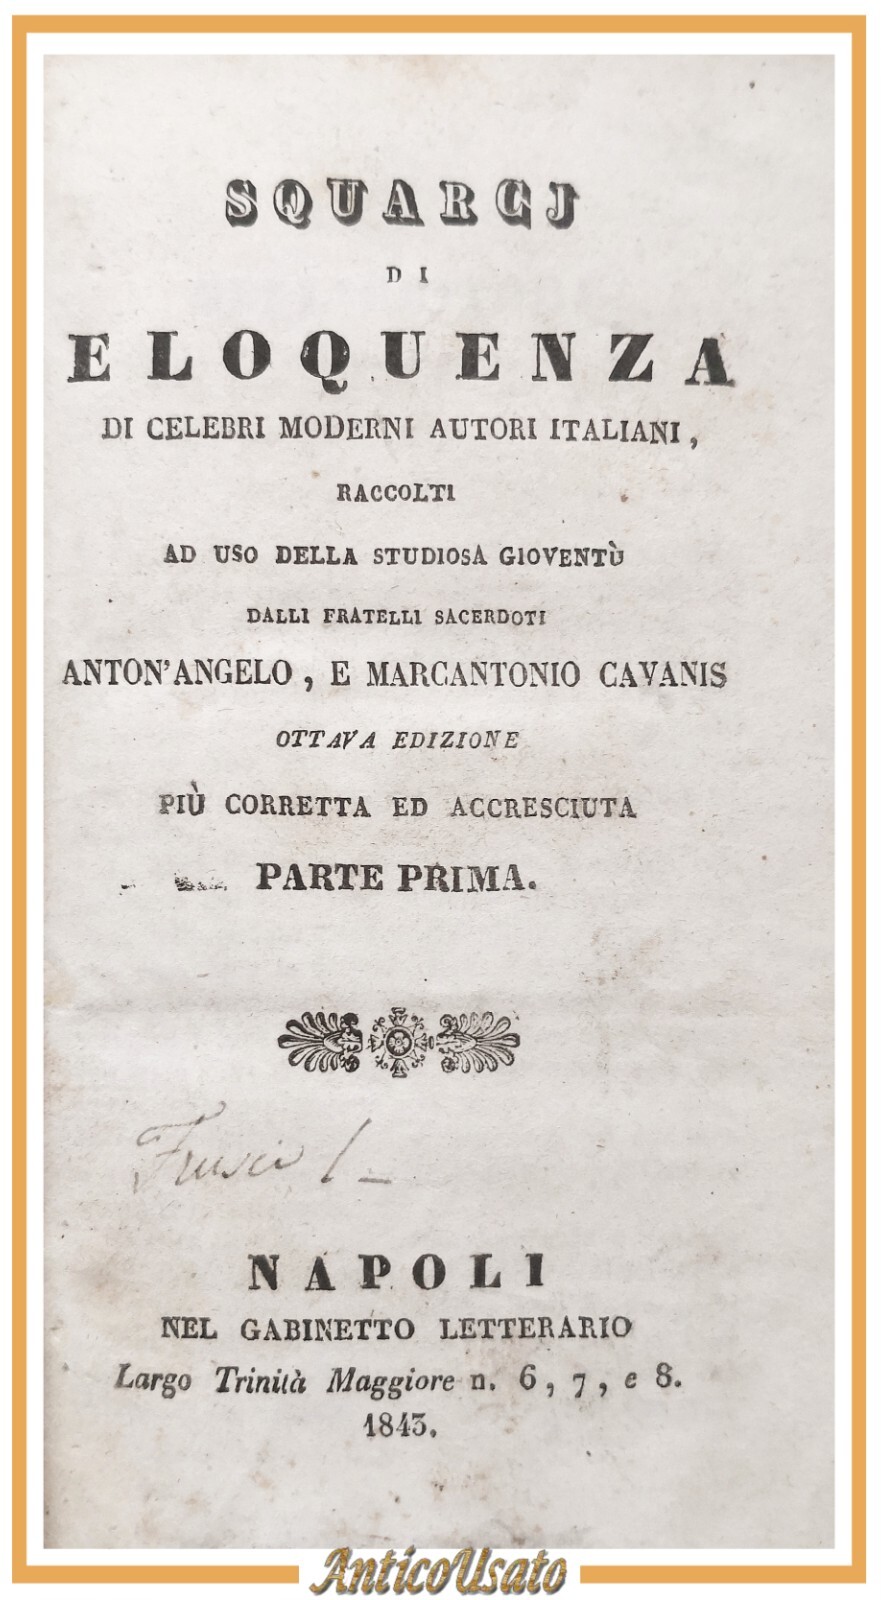 SQUARCJ
DI
ELOQUENZA
DI CELEBRI MODERNI AUTORI ITALIANI,
RACCOLTI
AD USO DELLA STUDIOSA GIOVENTÙ
DALLI FRATELLI SACERDOTI
ANTON'ANGELO, E MARCANTONIO CAVANIS
OTTAVA EDIZIONE
PIÙ CORRETTA ED ACCRESCIUTA
PARTE PRIMA.
NAPOLI
NEL GABINETTO LETTERARIO
Largo Trinità Maggiore n. 6, 7, e 8.
1843.
AnticoUsato